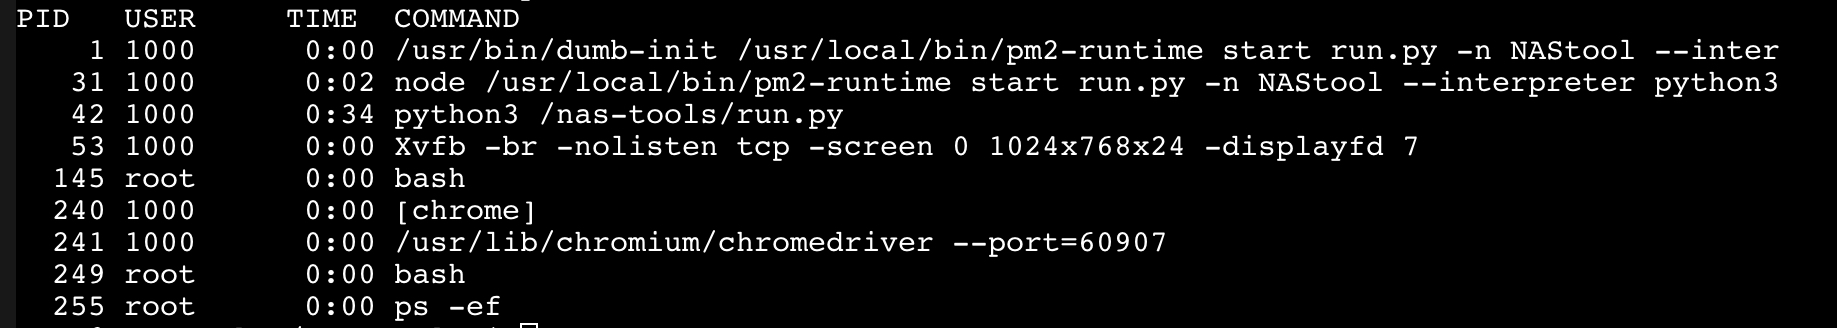 PID USER TIME COMMAND
1 1000 0:00 /usr/bin/dumb-init /usr/local/bin/pm2-runtime start run.py -n NAStool --inter
31 1000 0:02 node /usr/local/bin/pm2-runtime start run.py -n NAStool --interpreter python3
42 1000 0:34 python3 /nas-tools/run.py
53 1000 0:00 Xvfb -br -nolisten tcp -screen 0 1024x768x24 -displayfd 7
145 root 0:00 bash
240 1000 0:00 [chrome]
241 1000 0:00 /usr/lib/chromium/chromedriver --port=60907
249 root 0:00 bash
255 root 0:00 ps -ef